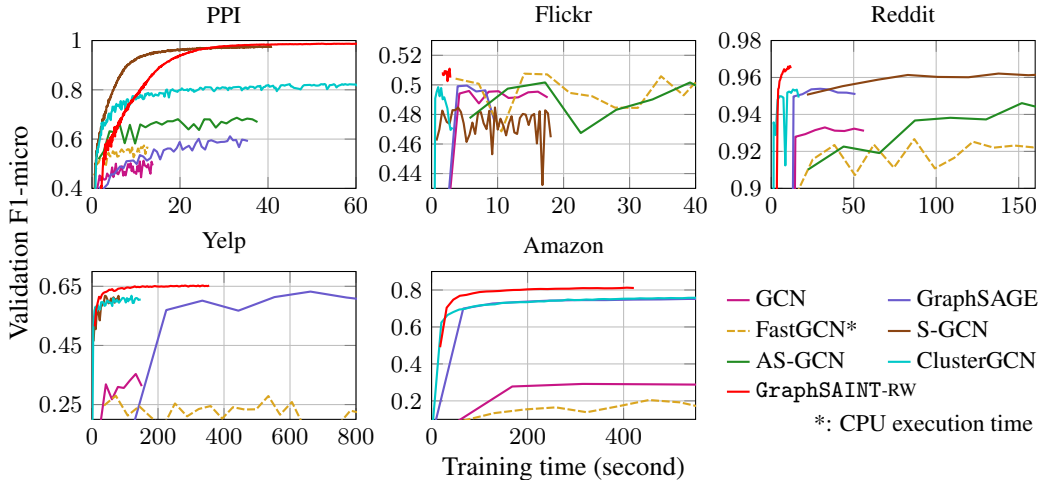 PPI
Flickr
Reddit
1
0.8
0.6
0.4
0 20 40 60
0.52
0.5
0.48
0.46
0.44
0 10 20 30 40
0.98
0.96
0.94
0.92
0.9
0 50 100 150
Validation F1-micro
Yelp
Amazon
0.65
0.45
0.25
0 200 400 600 800
0.8
0.6
0.4
0.2
0 200 400
Training time (second)
GCN
GraphSAGE
FastGCN*
S-GCN
AS-GCN
ClusterGCN
GraphSAINT-RW
*: CPU execution time